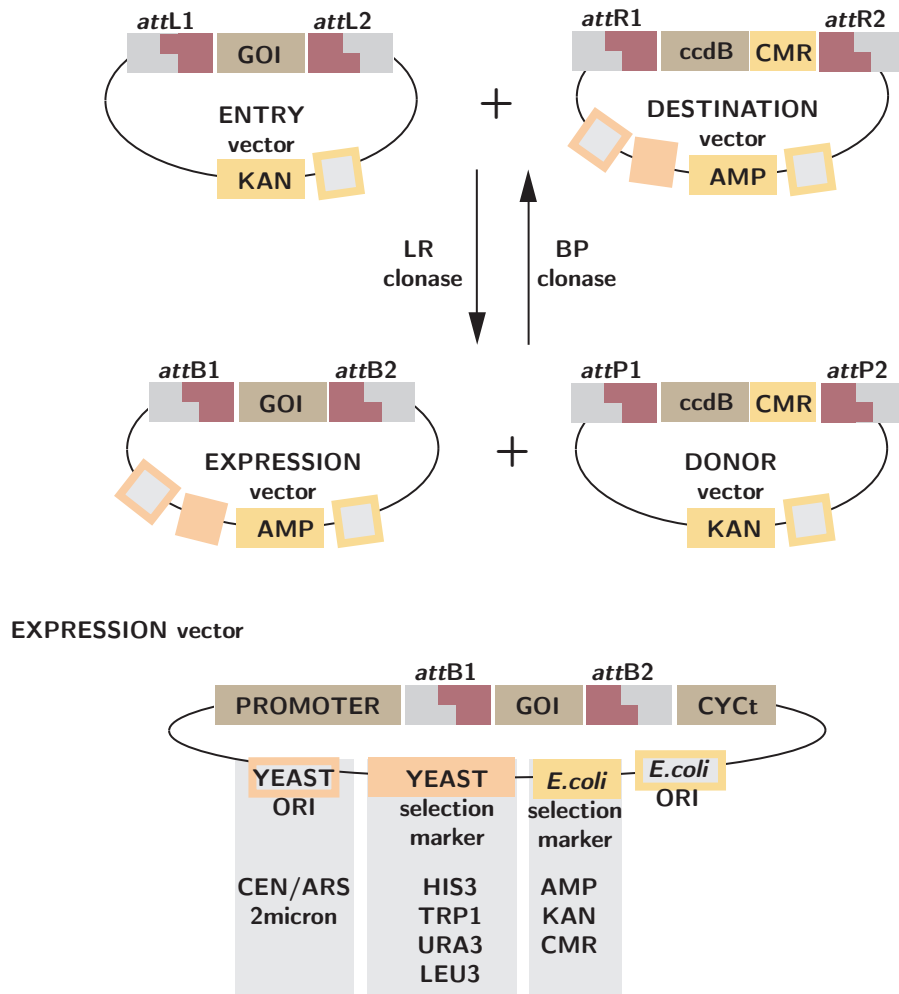 attL1 attL2
GOI
ENTRY
vector
KAN
+
attR1 attR2
ccdB CMR
DESTINATION
vector
AMP
LR
clonase
BP
clonase
attB1 attB2
GOI
EXPRESSION
vector
AMP
+
attP1 attP2
ccdB CMR
DONOR
vector
KAN
EXPRESSION vector
attB1 attB2
PROMOTER GOI CYCt
YEAST
ORI
YEAST
selection
marker
E.coli
selection
marker
E.coli
ORI
CEN/ARS
2micron
HIS3
TRP1
URA3
LEU3
AMP
KAN
CMR